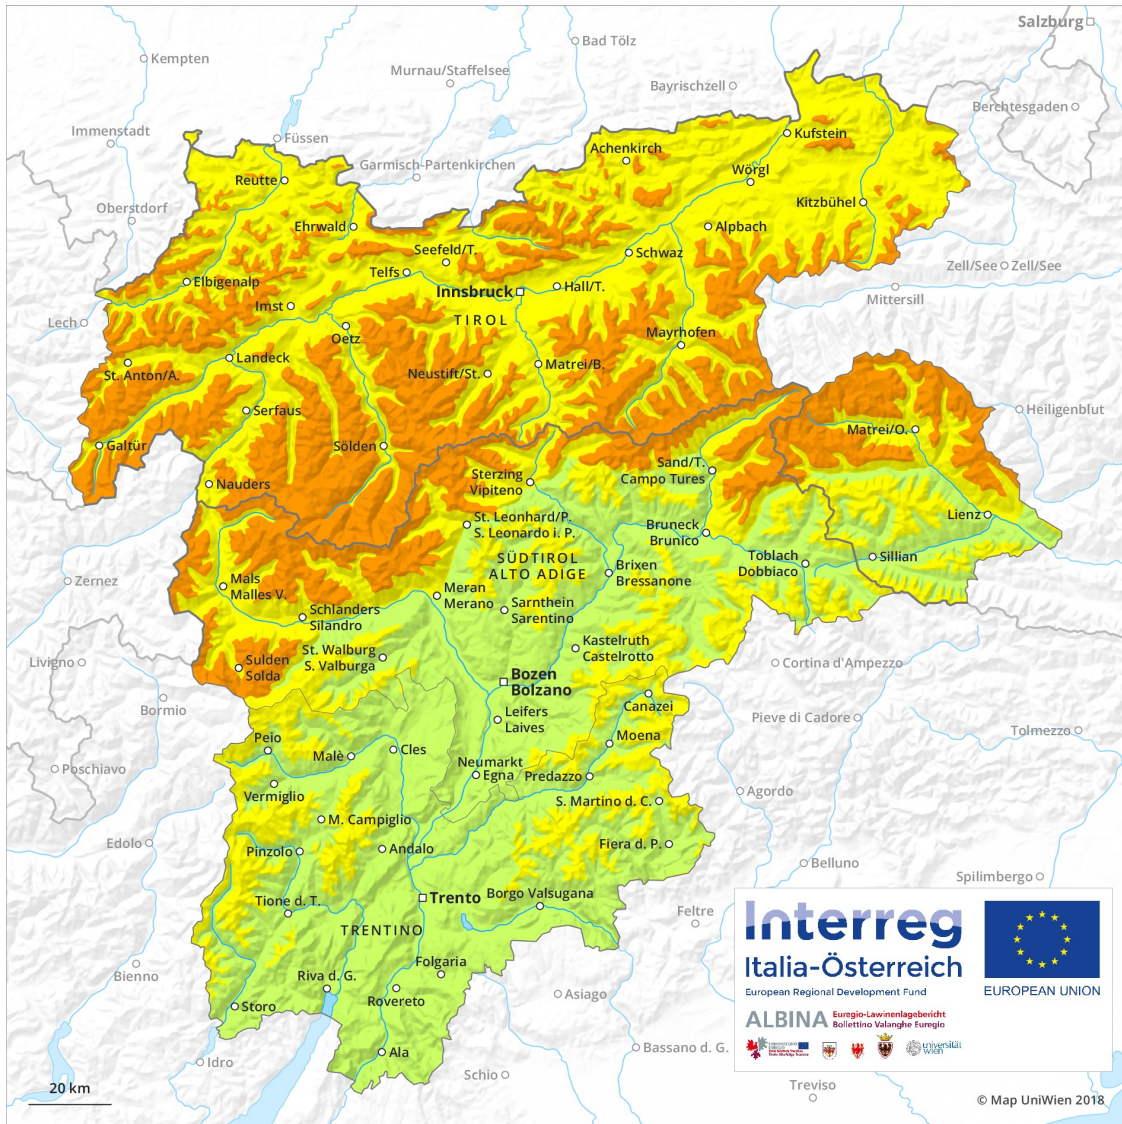 Salzburg
Bad Tölz
Kempten
Murnau/Staffelsee
Bayrischzell
Berchtesgaden
Immenstadt
Füssen
Kufstein
Achenkirch
Garmisch-Partenkirchen
Wörgl
Reutte
Oberstdorf
Kitzbühel
Ehrwald
Alpbach
Seefeld/T.
Schwaz
Telfs
Zell/See
Zell/See
Elbigenalp
Hall/T.
Innsbruck
Mittersill
Imst
TIROL
Lech
Oetz
Mayrhofen
Landeck
Matrei/B.
St. Anton/A.
Neustift/St.
Serfaus
Heiligenblut
Matrei/O.
Galtür
Sölden
Sterzing
Vipiteno
Sand/T.
Campo Tures
Nauders
St. Leonhard/P.
S. Leonardo i. P.
Bruneck
Brunico
Lienz
SÜDTIROL
ALTO ADIGE
Toblach
Dobbiaco
Sillian
Brixen
Bressanone
Zernez
Mals
Malles V.
Meran
Merano
Sarnthein
Sarentino
Schlanders
Silandro
Kastelruth
Castelrotto
St. Walburg
S. Valburga
Livigno
Sulden
Solda
Cortina d'Ampezzo
Bozen
Bolzano
Bormio
Canazei
Leifers
Laives
Pieve di Cadore
Tolmezzo
Peio
Moena
Malè
Cles
Neumarkt
Egna
Predazzo
Poschiavo
Vermiglio
Agordo
S. Martino d. C.
M. Campiglio
Edolo
Pinzolo
Andalo
Fiera d. P.
Belluno
Spilimbergo
Trento
Borgo Valsugana
Tione d. T.
Feltre
TRENTINO
Interreg
Italia-Österreich
European Regional Development Fund
EUROPEAN UNION
Folgaria
Bienno
Riva d. G.
Rovereto
Asiago
Storo
ALBINA
Euregio-Lawinenlagebericht
Bollettino Valanghe Euregio
universität
wien
Ala
Bassano d. G.
Idro
Schio
Treviso
20 km
© Map UniWien 2018